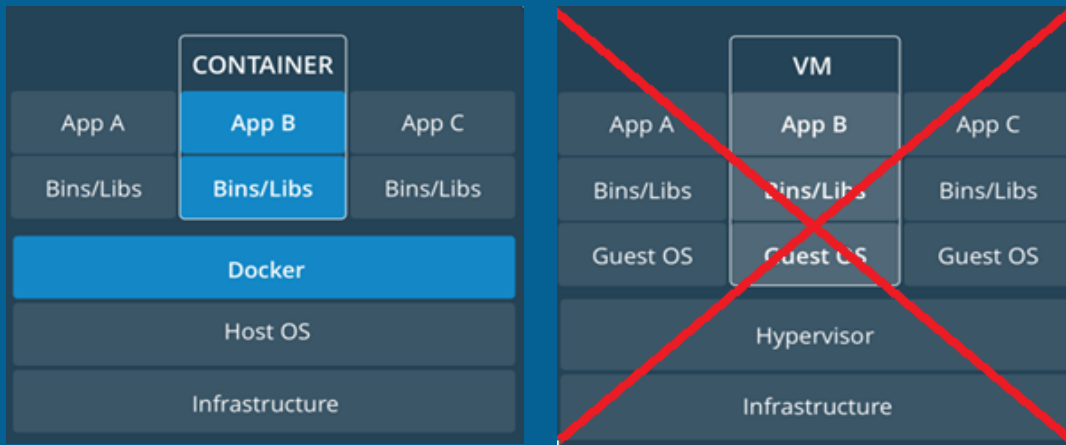 CONTAINER
App A App B App C
Bins/Libs Bins/Libs Bins/Libs
Docker
Host OS
Infrastructure
VM
App A App B App C
Bins/Libs Bins/Libs Bins/Libs
Guest OS Guest OS Guest OS
Hypervisor
Infrastructure